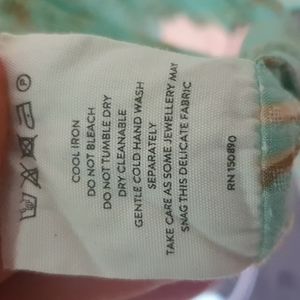 COOL IRON
DO NOT BLEACH
DO NOT TUMBLE DRY
DRY CLEANABLE
GENTLE COLD HAND WASH
SEPARATELY
TAKE CARE AS SOME JEWELLERY MAY
SNAG THIS DELICATE FABRIC
RN 150890